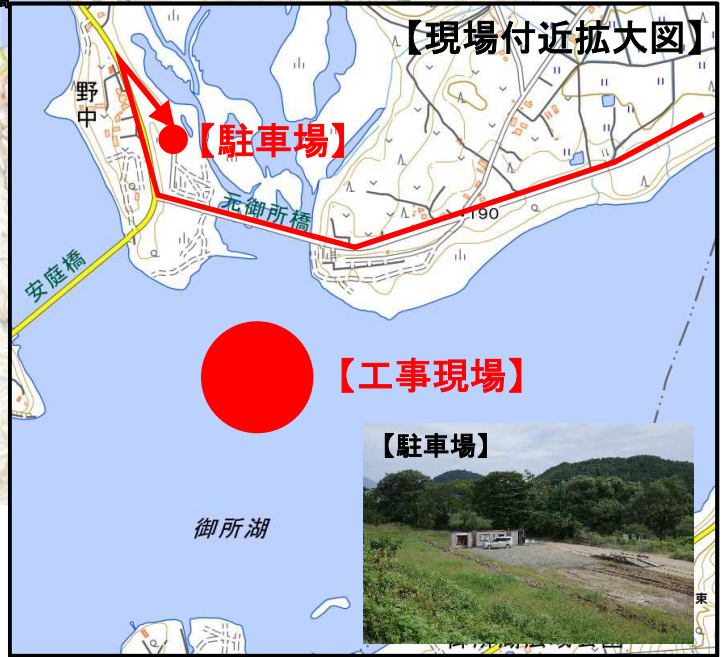 【現場付近拡大図】
野中
【駐車場】
元御所橋
190
安庭橋
【工事現場】
【駐車場】
御所湖
東